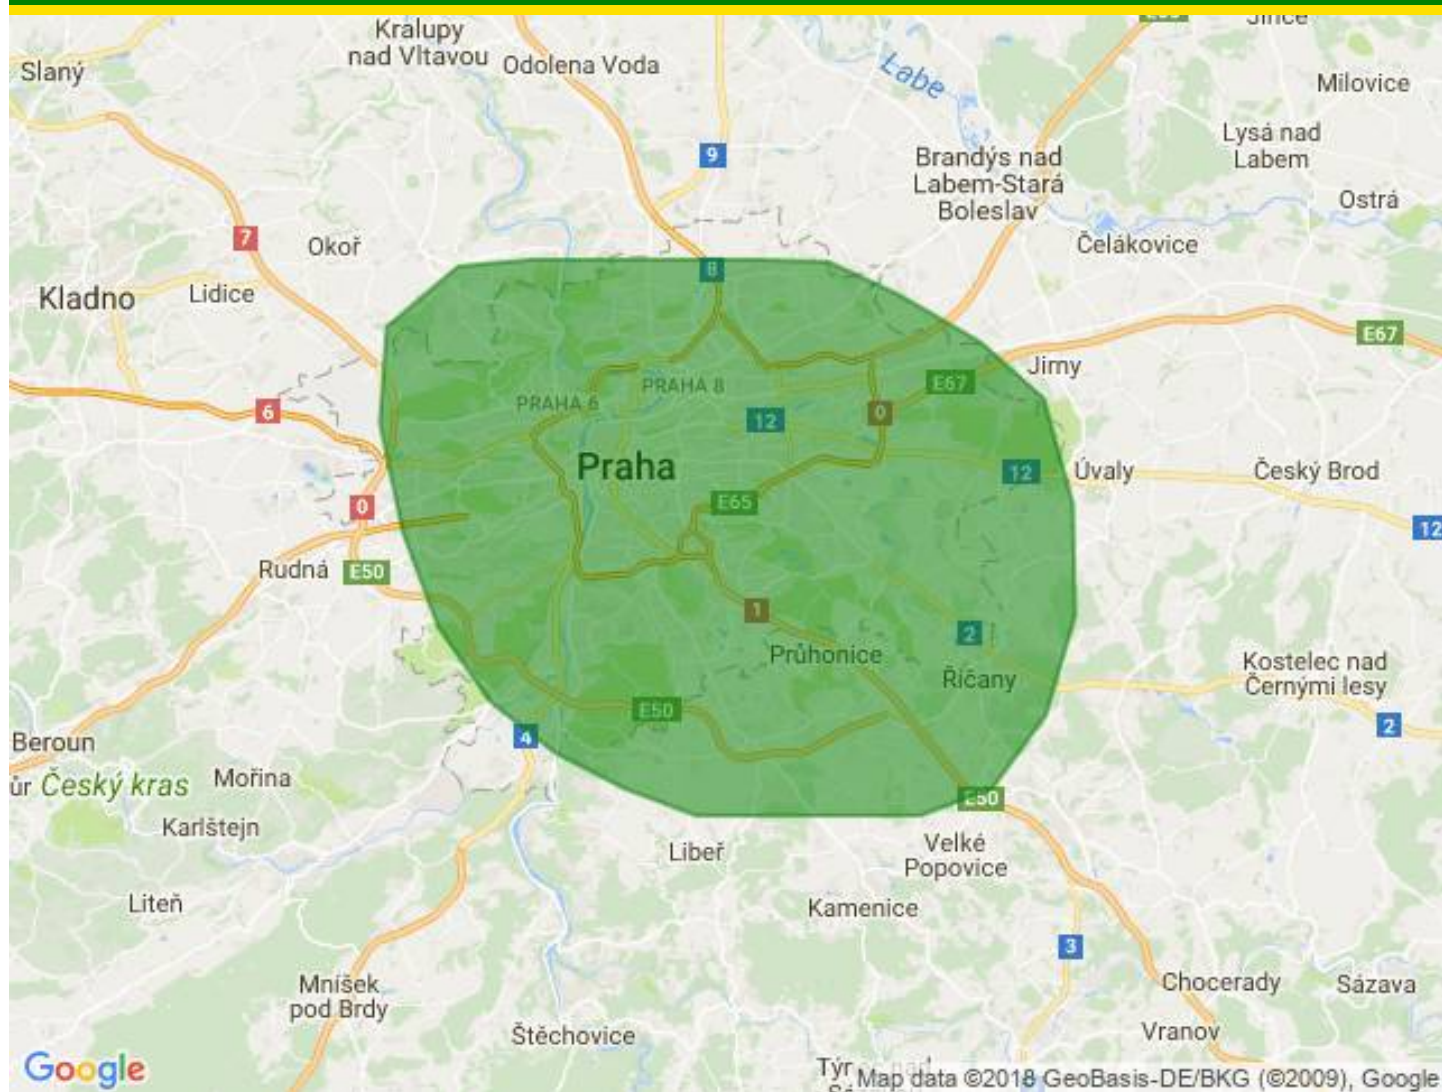 Kralupy
nad Vltavou
Odolena Voda
Slaný
Labe
Milovice
Lysá nad
Labem
9
Brandýs nad
Labem-Stará
Boleslav
Ostrá
7
Okoř
Čelákovice
8
Kladno
Lidice
E67
Jirny
PRAHA 8
E67
PRAHA 6
6
12
0
Praha
12
Úvaly
Český Brod
E65
0
12
Rudná
E50
1
2
Průhonice
Říčany
Kostelec nad
Černými lesy
E50
2
4
Beroun
ůr Český kras
Mořina
E50
Karlštejn
Libeř
Velké
Popovice
Liteň
Kamenice
3
Mníšek
pod Brdy
Chocerady
Sázava
Štěchovice
Vranov
Google
Map data ©2018 GeoBasis-DE/BKG (©2009), Google